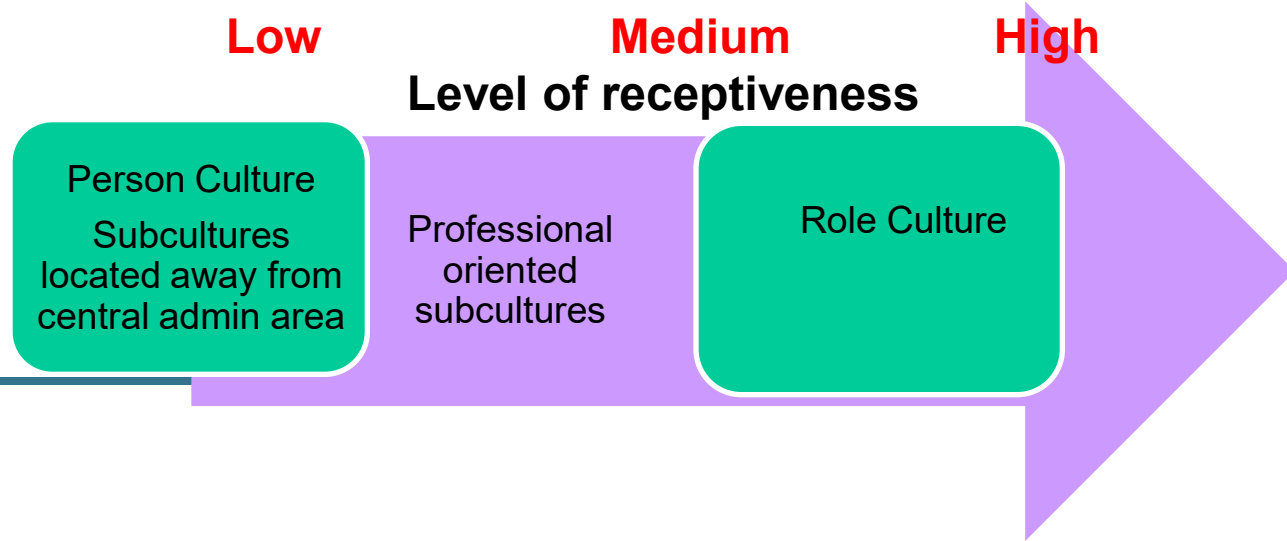 Low Medium High
Level of receptiveness
Person Culture
Subcultures
located away from
central admin area
Professional
oriented
subcultures
Role Culture